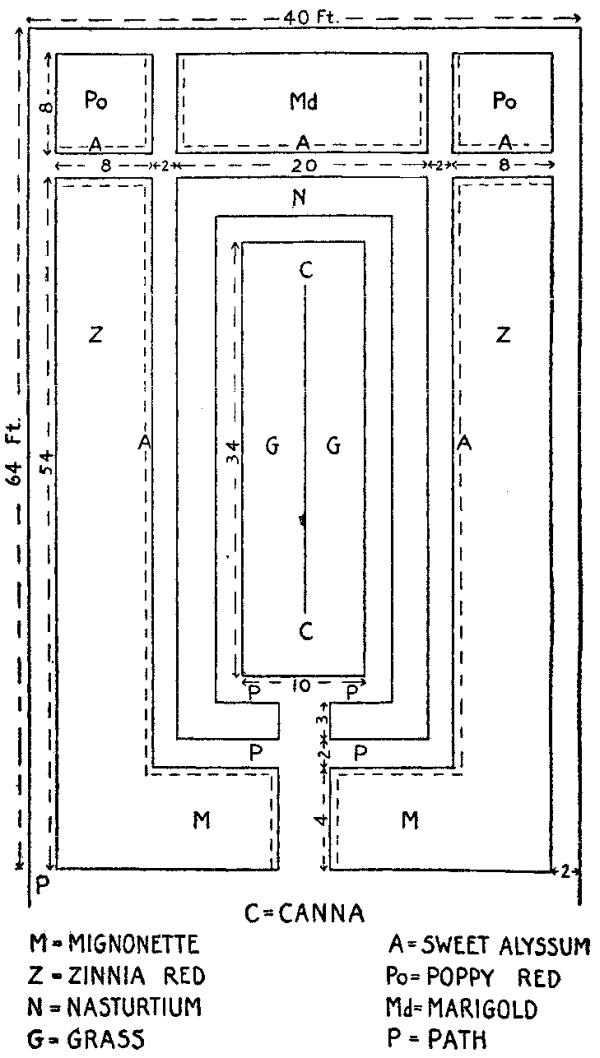 40 Ft.
Po Md Po
8
A A A
8 2 20 2 8
N
C
Z Z
A A
G G
64 Ft.
54
34
C
P 10 P
3
P 2 P
M M
4
P
2
C=CANNA
M=MIGNONETTE A=SWEET ALYSSUM
Z=ZINNIA RED Po=POPPY RED
N=NASTURTIUM Md=MARIGOLD
G=GRASS P=PATH